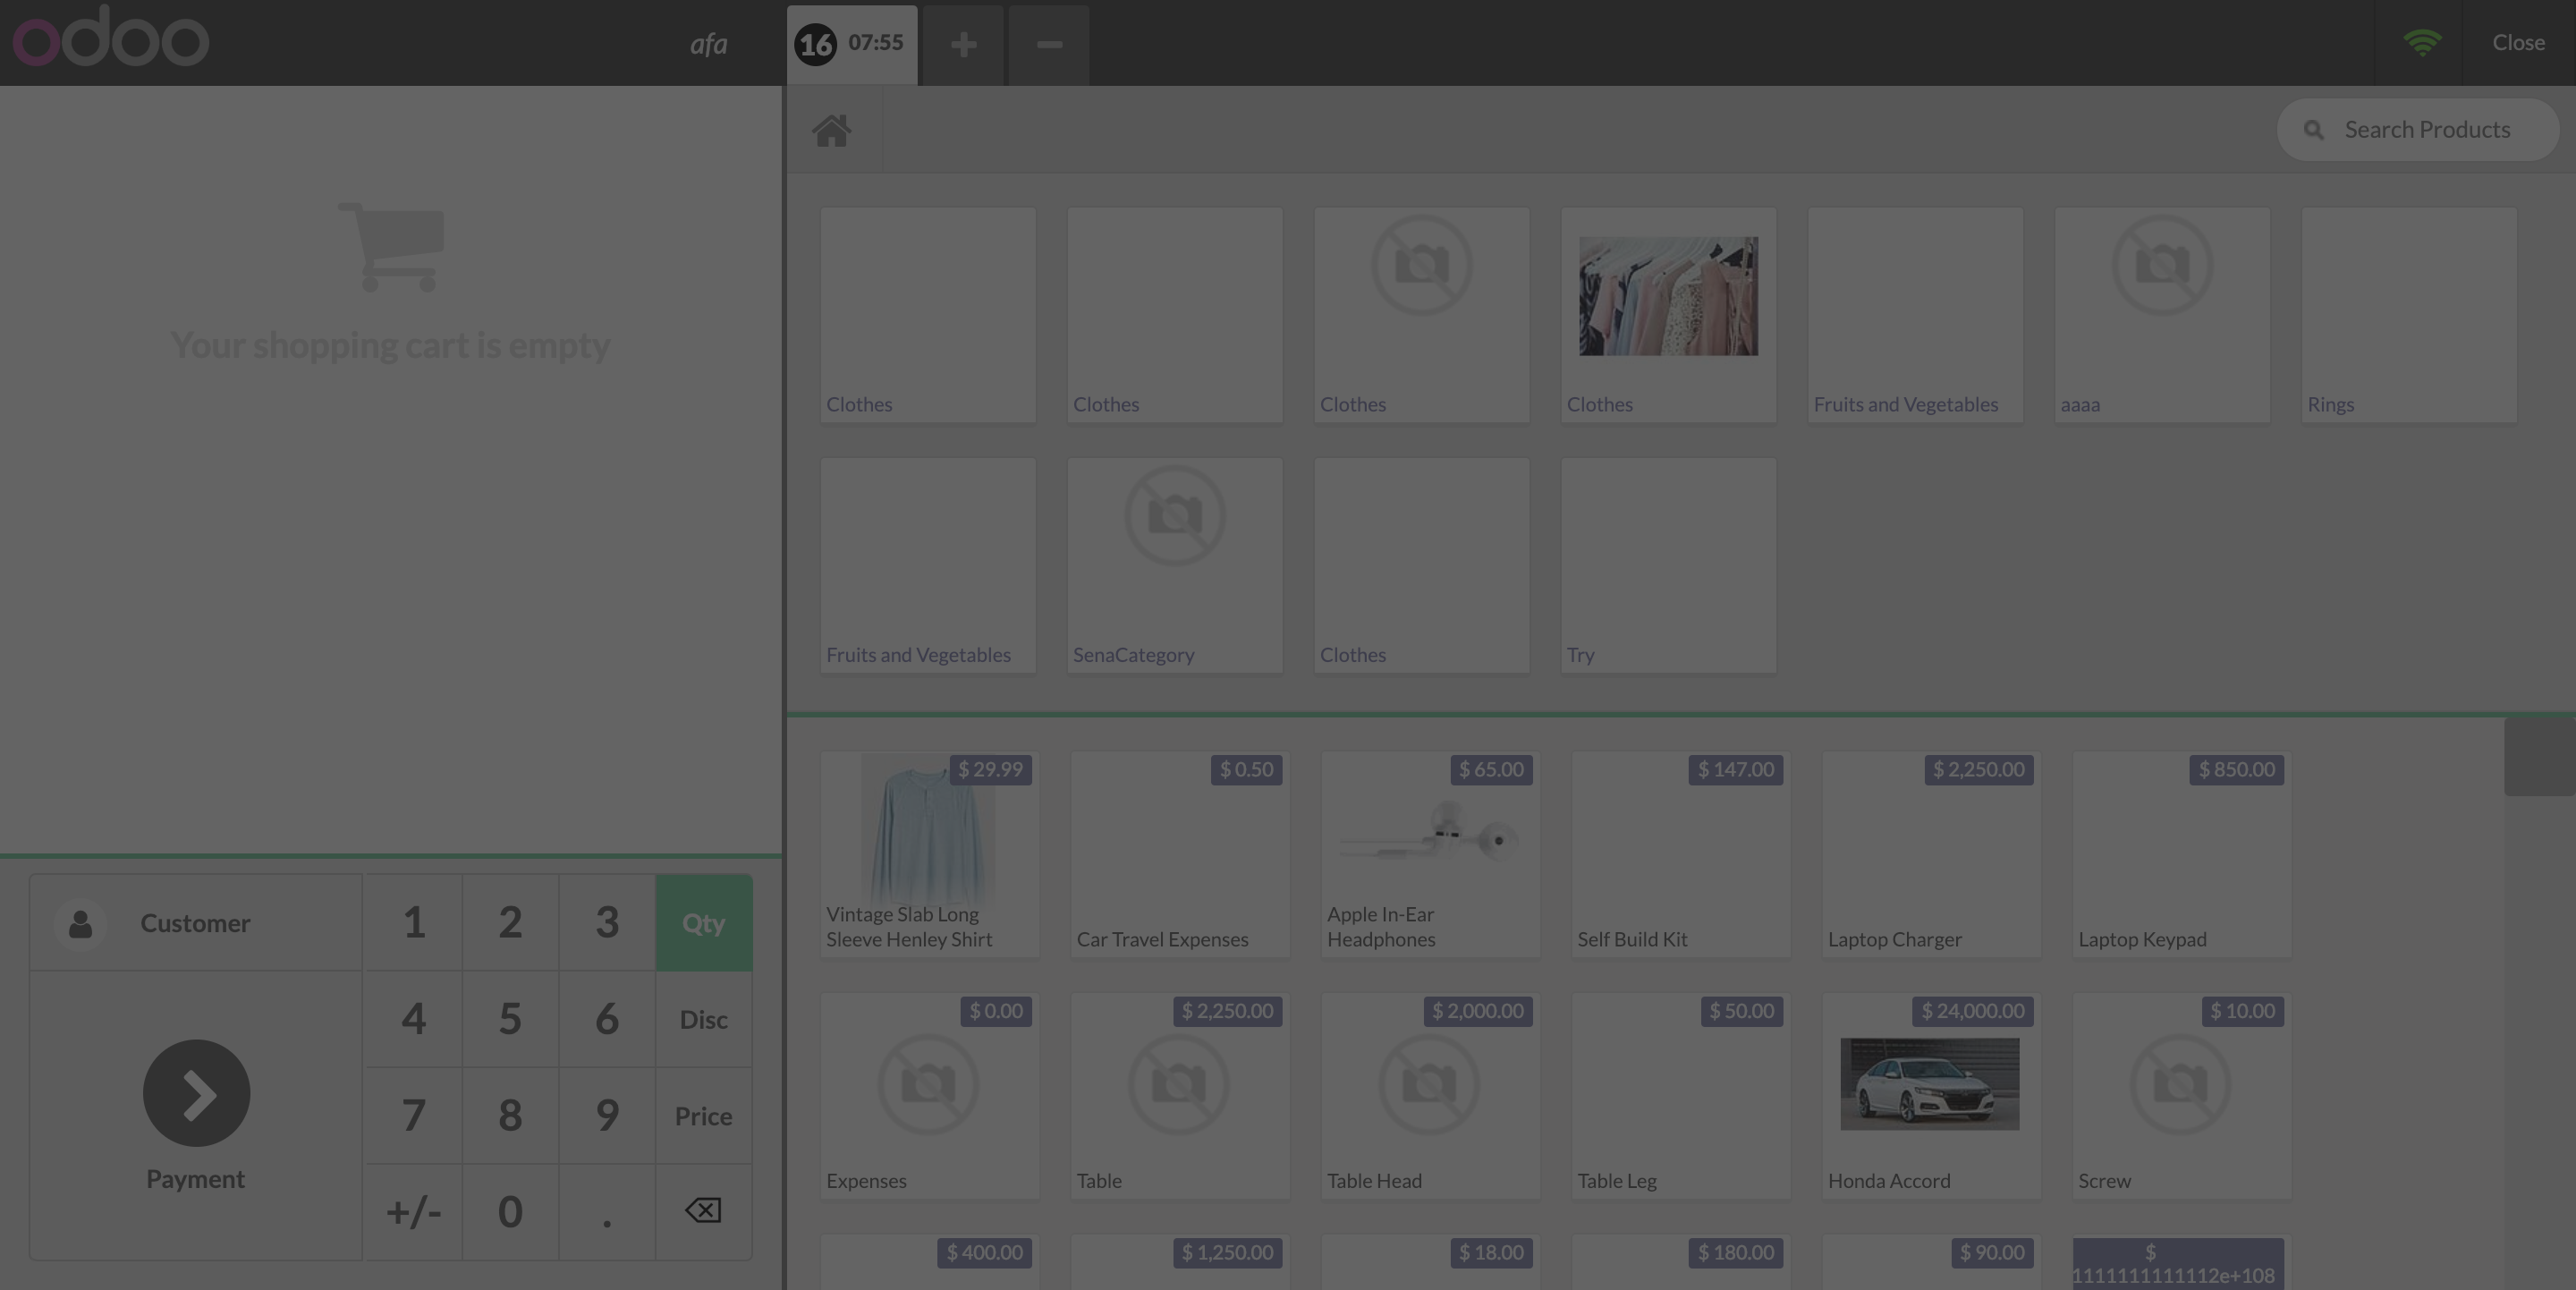 odoo
afa
16 07:55
Close
Search Products
Your shopping cart is empty
Clothes
Clothes
Clothes
Clothes
Fruits and Vegetables
aaaa
Rings
Fruits and Vegetables
SenaCategory
Clothes
Try
$ 29.99
Vintage Slab Long
Sleeve Henley Shirt
$ 0.50
Car Travel Expenses
$ 65.00
Apple In-Ear
Headphones
$ 147.00
Self Build Kit
$ 2,250.00
Laptop Charger
$ 850.00
Laptop Keypad
$ 0.00
Expenses
$ 2,250.00
Table
$ 2,000.00
Table Head
$ 50.00
Table Leg
$ 24,000.00
Honda Accord
$ 10.00
Screw
$ 400.00
$ 1,250.00
$ 18.00
$ 180.00
$ 90.00
$
1111111111112e+108
Customer
Payment
1 2 3 Qty
4 5 6 Disc
7 8 9 Price
+/- 0 .